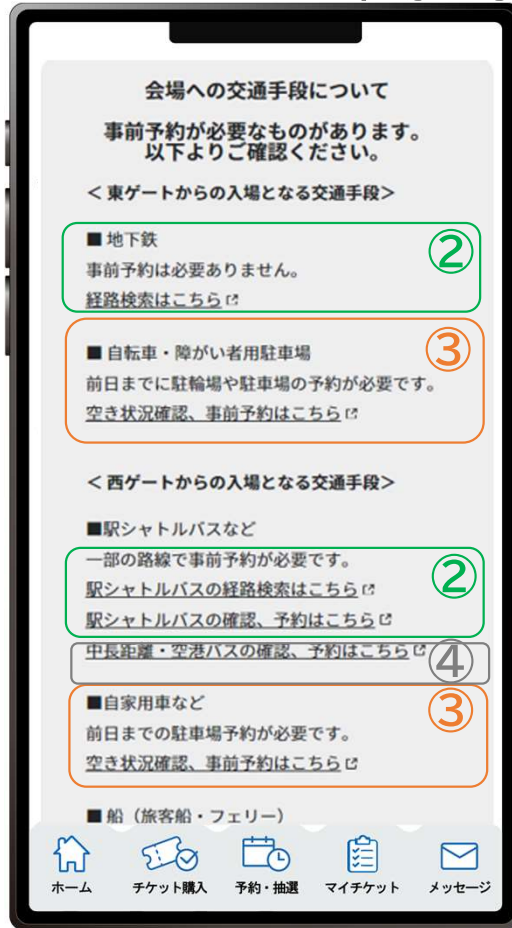 会場への交通手段について
事前予約が必要なものがあります。
以下よりご確認ください。
＜東ゲートからの入場となる交通手段＞
■ 地下鉄
②
事前予約は必要ありません。
経路検索はこちら
■ 自転車・障がい者用駐車場
③
前日までに駐輪場や駐車場の予約が必要です。
空き状況確認、事前予約はこちら
＜西ゲートからの入場となる交通手段＞
■駅シャトルバスなど
一部の路線で事前予約が必要です。
②
駅シャトルバスの経路検索はこちら
駅シャトルバスの確認、予約はこちら
中長距離・空港バスの確認、予約はこちら
④
■自家用車など
③
前日までの駐車場予約が必要です。
空き状況確認、事前予約はこちら
■ 船（旅客船・フェリー）
ホーム チケット購入 予約・抽選 マイチケット メッセージ